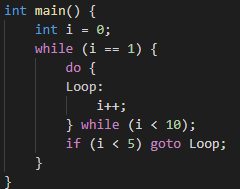 int main() {
    int i = 0;
    while (i == 1) {
        do {
        Loop:
            i++;
        } while (i < 10);
        if (i < 5) goto Loop;
    }
}